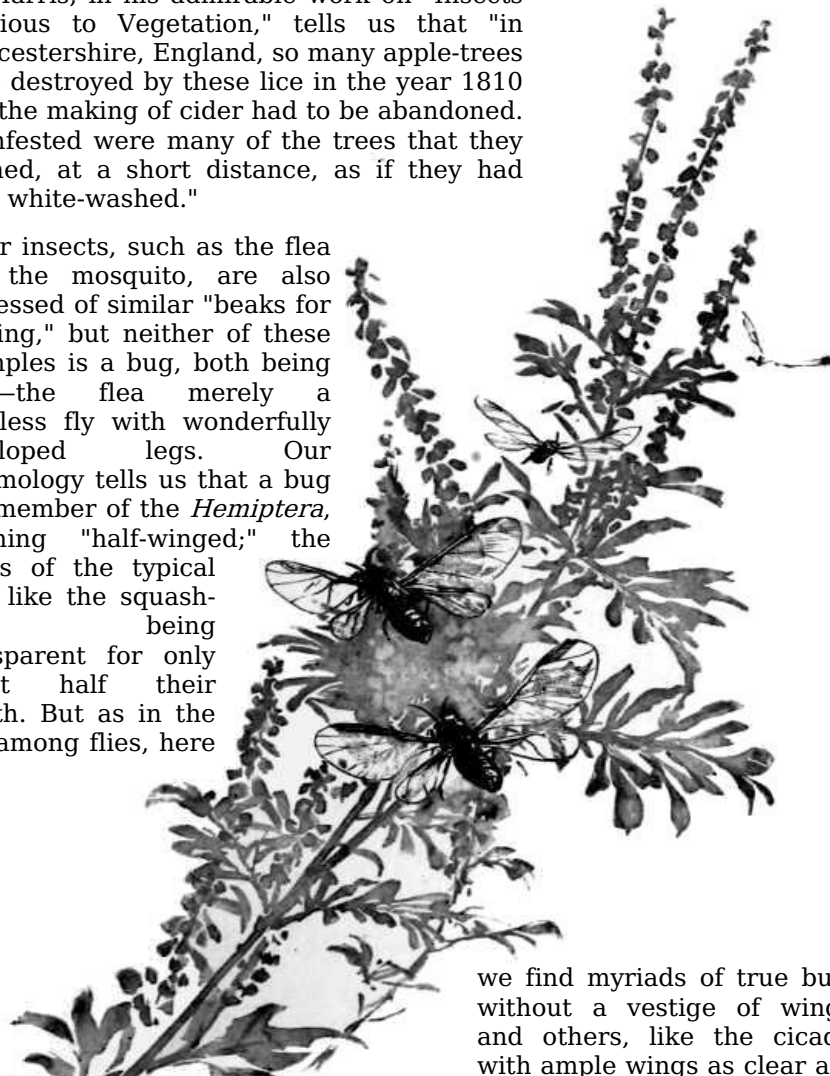 Harris, in his admirable work on "Insects
ious to Vegetation," tells us that "in
cestershire, England, so many apple-trees
destroyed by these lice in the year 1810
the making of cider had to be abandoned.
nfested were many of the trees that they
ned, at a short distance, as if they had
white-washed."
r insects, such as the flea
the mosquito, are also
essed of similar "beaks for
ing," but neither of these
nples is a bug, both being
—the flea merely a
less fly with wonderfully
loped legs. Our
mology tells us that a bug
member of the Hemiptera,
ning "half-winged;" the
s of the typical
like the squash-
being
sparent for only
t half their
th. But as in the
among flies, here
we find myriads of true bu
without a vestige of wing
and others, like the cicad
with ample wings as clear a